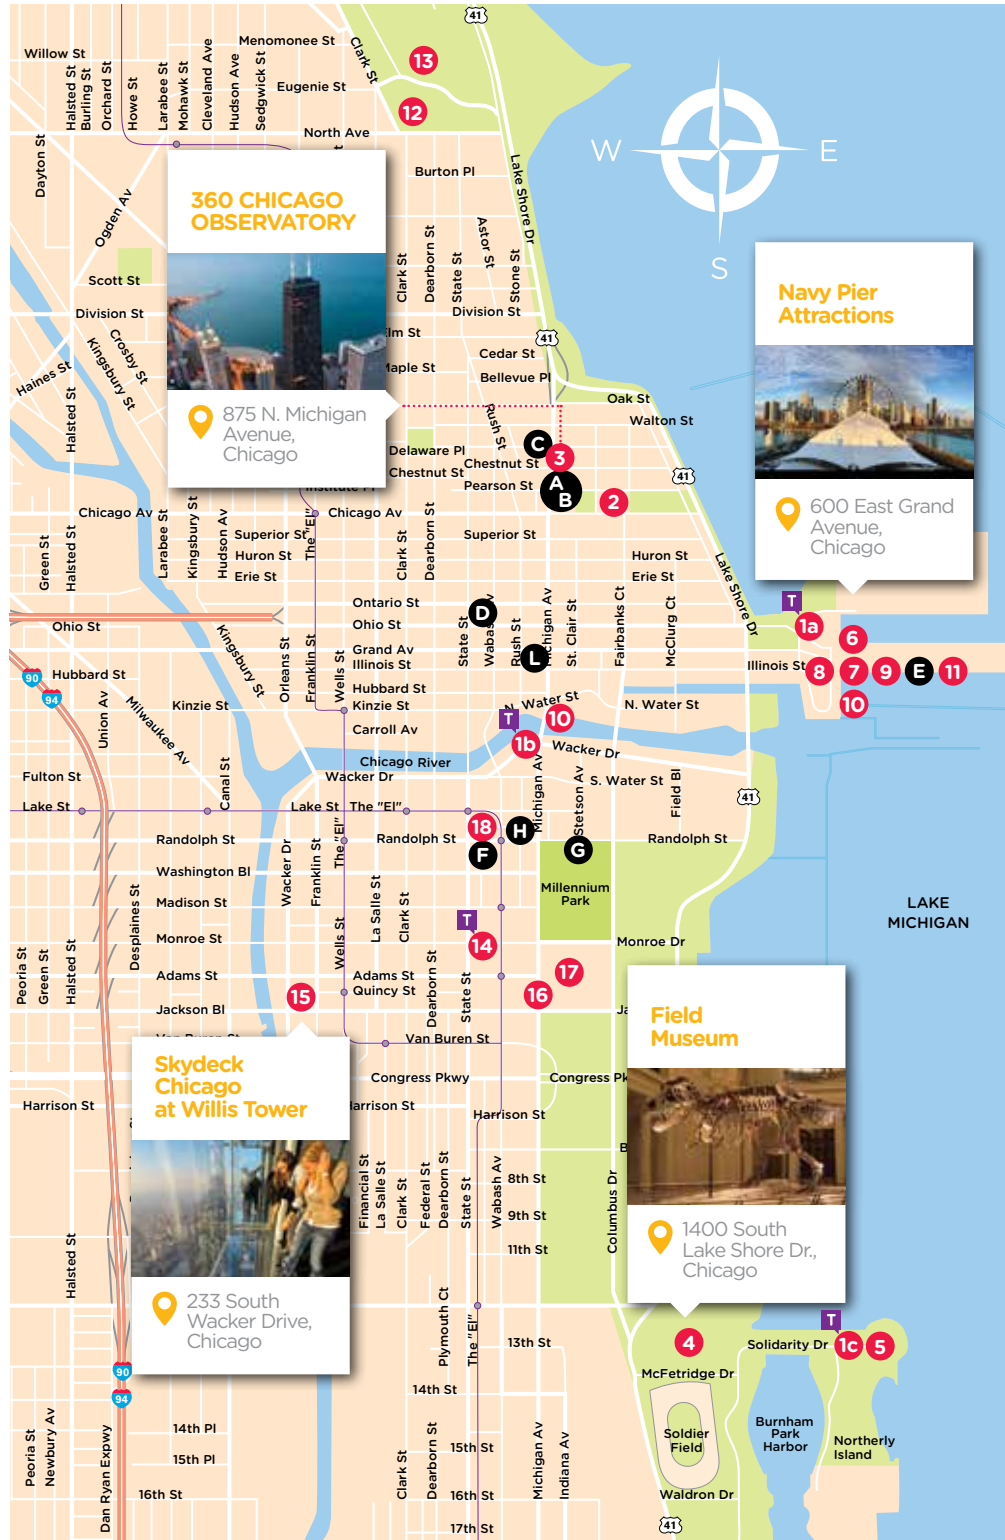 41
Menomonee St
Willow St
Clark St
13
Eugenie St
Halsted St
Burling St
Orchard St
Howe St
Larabee St
Mohawk St
Cleveland Ave
Hudson Ave
Sedgwick St
12
North Ave
Dayton St
Burton Pl
Lake Shore Dr
W
E
S
360 CHICAGO
OBSERVATORY
Ogden Av
Astor St
Clark St
Dearborn St
State St
Stone St
Scott St
Division St
Division St
Navy Pier
Attractions
Elm St
41
Crosby St
Kingsbury St
Cedar St
Maple St
Bellevue Pl
Haines St
Oak St
875 N. Michigan
Avenue,
Chicago
Halsted St
Rush St
Walton St
C
Delaware Pl
3
Chestnut St
Chestnut St
41
A
B
Pearson St
Institute Pl
2
600 East Grand
Avenue,
Chicago
Chicago Av
Chicago Av
Green St
Halsted St
Larabee St
Kingsbury St
Hudson Av
The "El"
Superior St
Superior St
Clark St
Dearborn St
Huron St
Huron St
Erie St
Erie St
Lake Shore Dr
Ontario St
D
T
1a
Ohio St
Ohio St
6
Kingsbury St
Orleans St
Franklin St
Wells St
State St
Wabash Av
Rush St
Michigan Av
St. Clair St
Fairbanks Ct
McClurg Ct
Grand Av
L
Illinois St
Illinois St
8
7
9
E
11
90
Hubbard St
Hubbard St
94
10
Kinzie St
Kinzie St
N. Water St
N. Water St
Union Av
Milwaukee Av
T
10
Carroll Av
1b
Wacker Dr
Chicago River
Fulton St
Canal St
Wacker Dr
S. Water St
Michigan Av
Stetson Av
Field Bl
41
Lake St
Lake St
The "El"
18
H
Randolph St
The "El"
Randolph St
Randolph St
F
G
Washington Bl
Wacker Dr
Franklin St
Millennium
Park
Madison St
La Salle St
Clark St
LAKE
MICHIGAN
Desplaines St
T
Monroe St
Wells St
14
Monroe Dr
Peoria St
Green St
Halsted St
Adams St
Adams St
17
Quincy St
Dearborn St
State St
15
16
Jackson Bl
Van Buren St
Van Buren St
Field
Museum
Skydeck
Chicago
at Willis Tower
Congress Pkwy
Congress Pk
Harrison St
Harrison St
Harrison St
Financial St
La Salle St
Clark St
Federal St
Dearborn St
State St
Wabash Av
8th St
9th St
Columbus Dr
11th St
1400 South
Lake Shore Dr.,
Chicago
Halsted St
233 South
Wacker Drive,
Chicago
Plymouth Ct
The "El"
13th St
4
T
Solidarity Dr
1c
5
90
McFetridge Dr
94
14th St
Peoria St
Newbury Av
Dan Ryan Expwy
14th Pl
15th Pl
Clark St
Dearborn St
15th St
Michigan Av
Indiana Av
Soldier
Field
Burnham
Park
Harbor
Northerly
Island
16th St
16th St
Waldron Dr
17th St
41